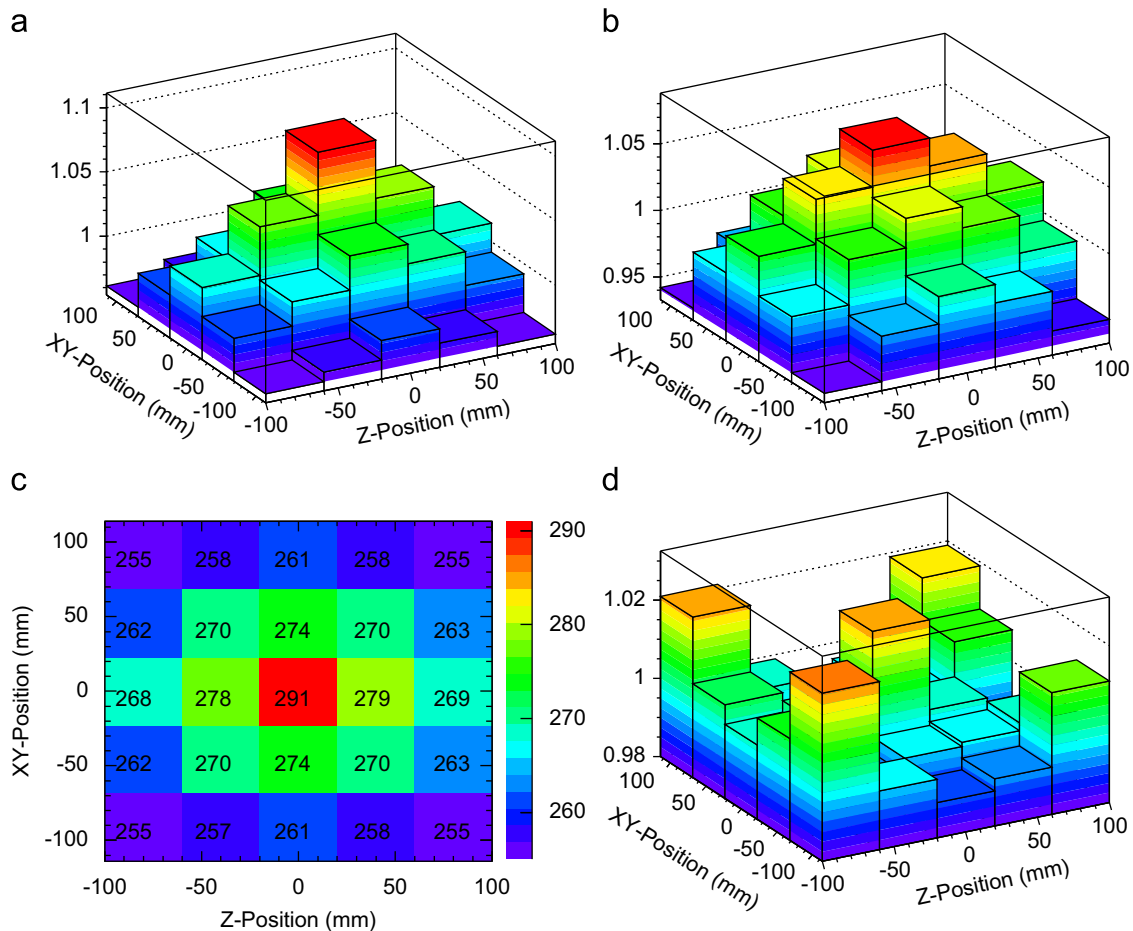 a
1.1
1.05
1
100
50
0
-50
-100
XY-Position (mm)
-100
-50
0
50
100
Z-Position (mm)
b
1.05
1
0.95
100
50
0
-50
-100
XY-Position (mm)
-100
-50
0
50
100
Z-Position (mm)
c
100
50
0
-50
-100
XY-Position (mm)
255 258 261 258 255
262 270 274 270 263
268 278 291 279 269
262 270 274 270 263
255 257 261 258 255
-100 -50 0 50 100
Z-Position (mm)
290
280
270
260
d
1.02
1
0.98
100
50
0
-50
-100
XY-Position (mm)
-100
-50
0
50
100
Z-Position (mm)